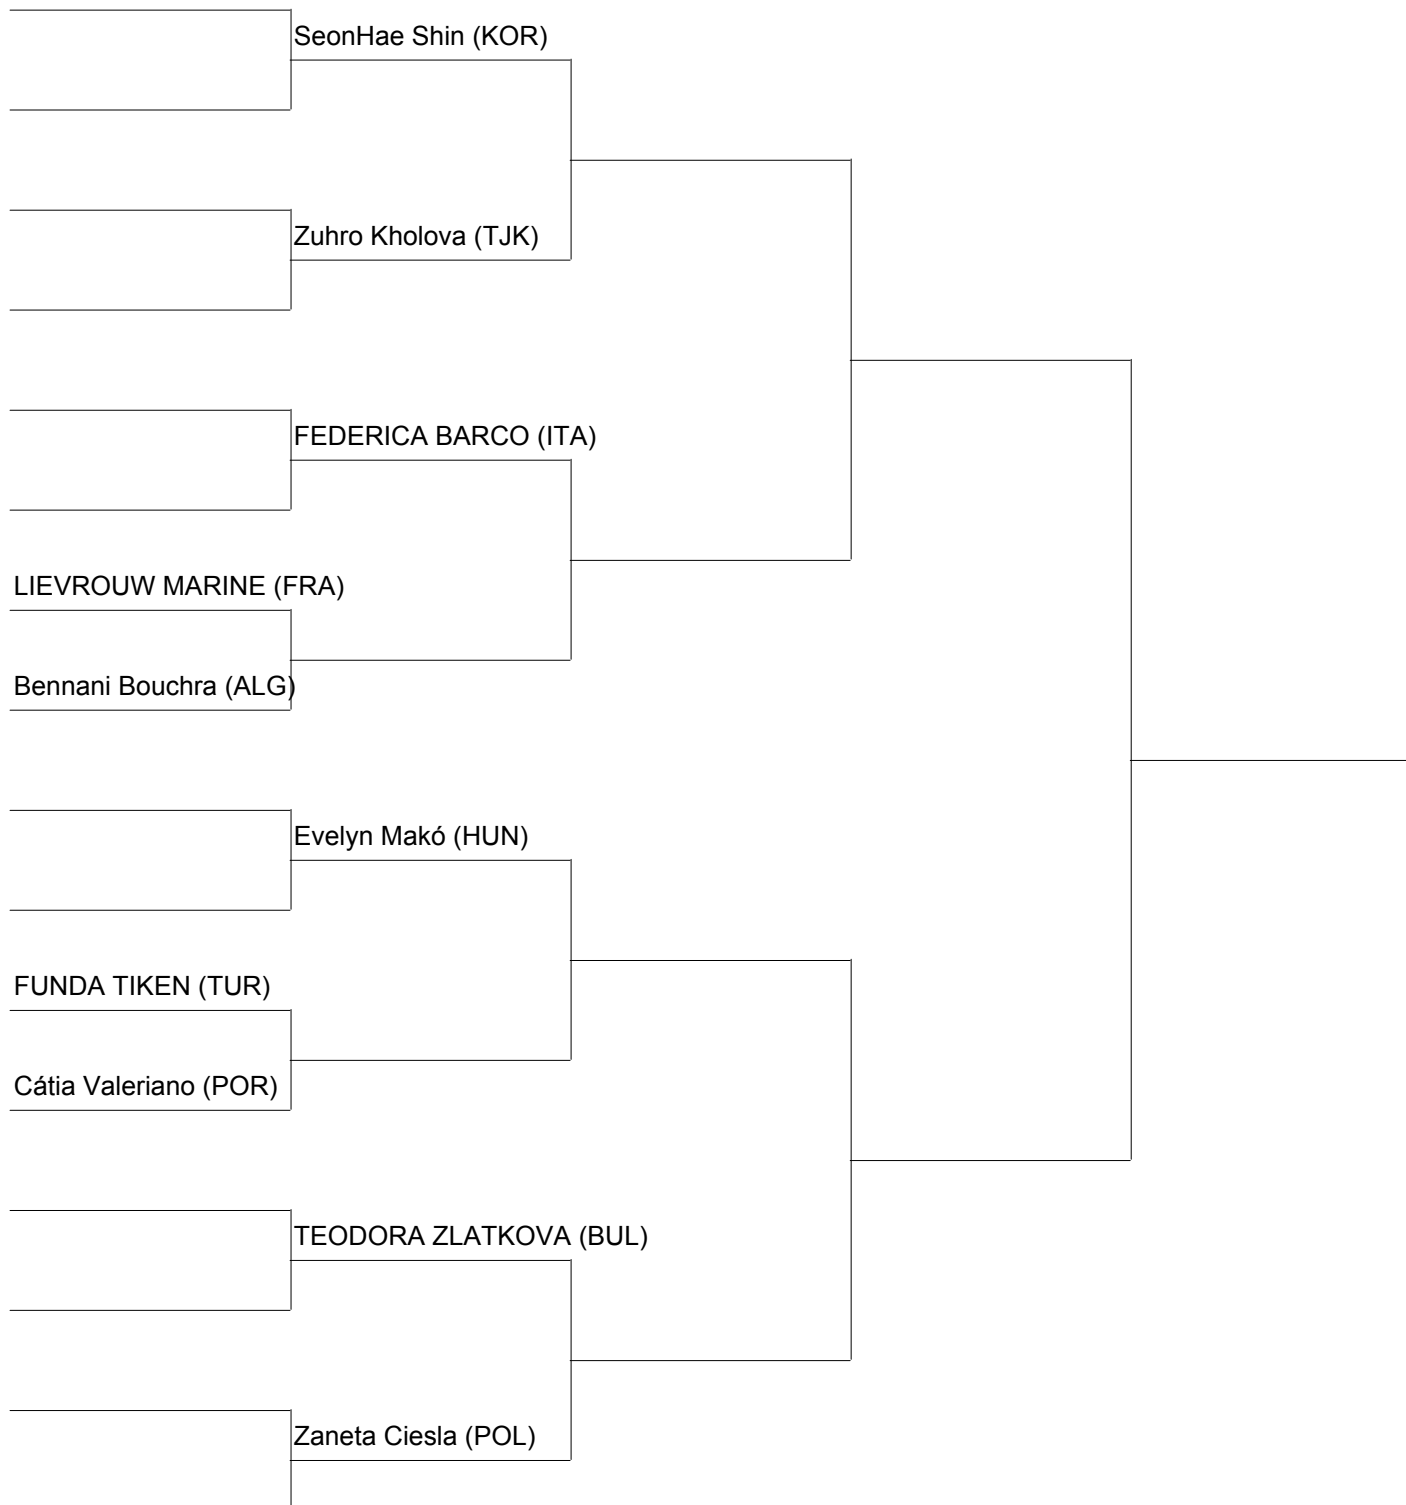 SeonHae Shin (KOR)
Zuhro Kholova (TJK)
FEDERICA BARCO (ITA)
LIEVROUW MARINE (FRA)
Bennani Bouchra (ALG)
Evelyn Makó (HUN)
FUNDA TIKEN (TUR)
Cátia Valeriano (POR)
TEODORA ZLATKOVA (BUL)
Zaneta Ciesla (POL)